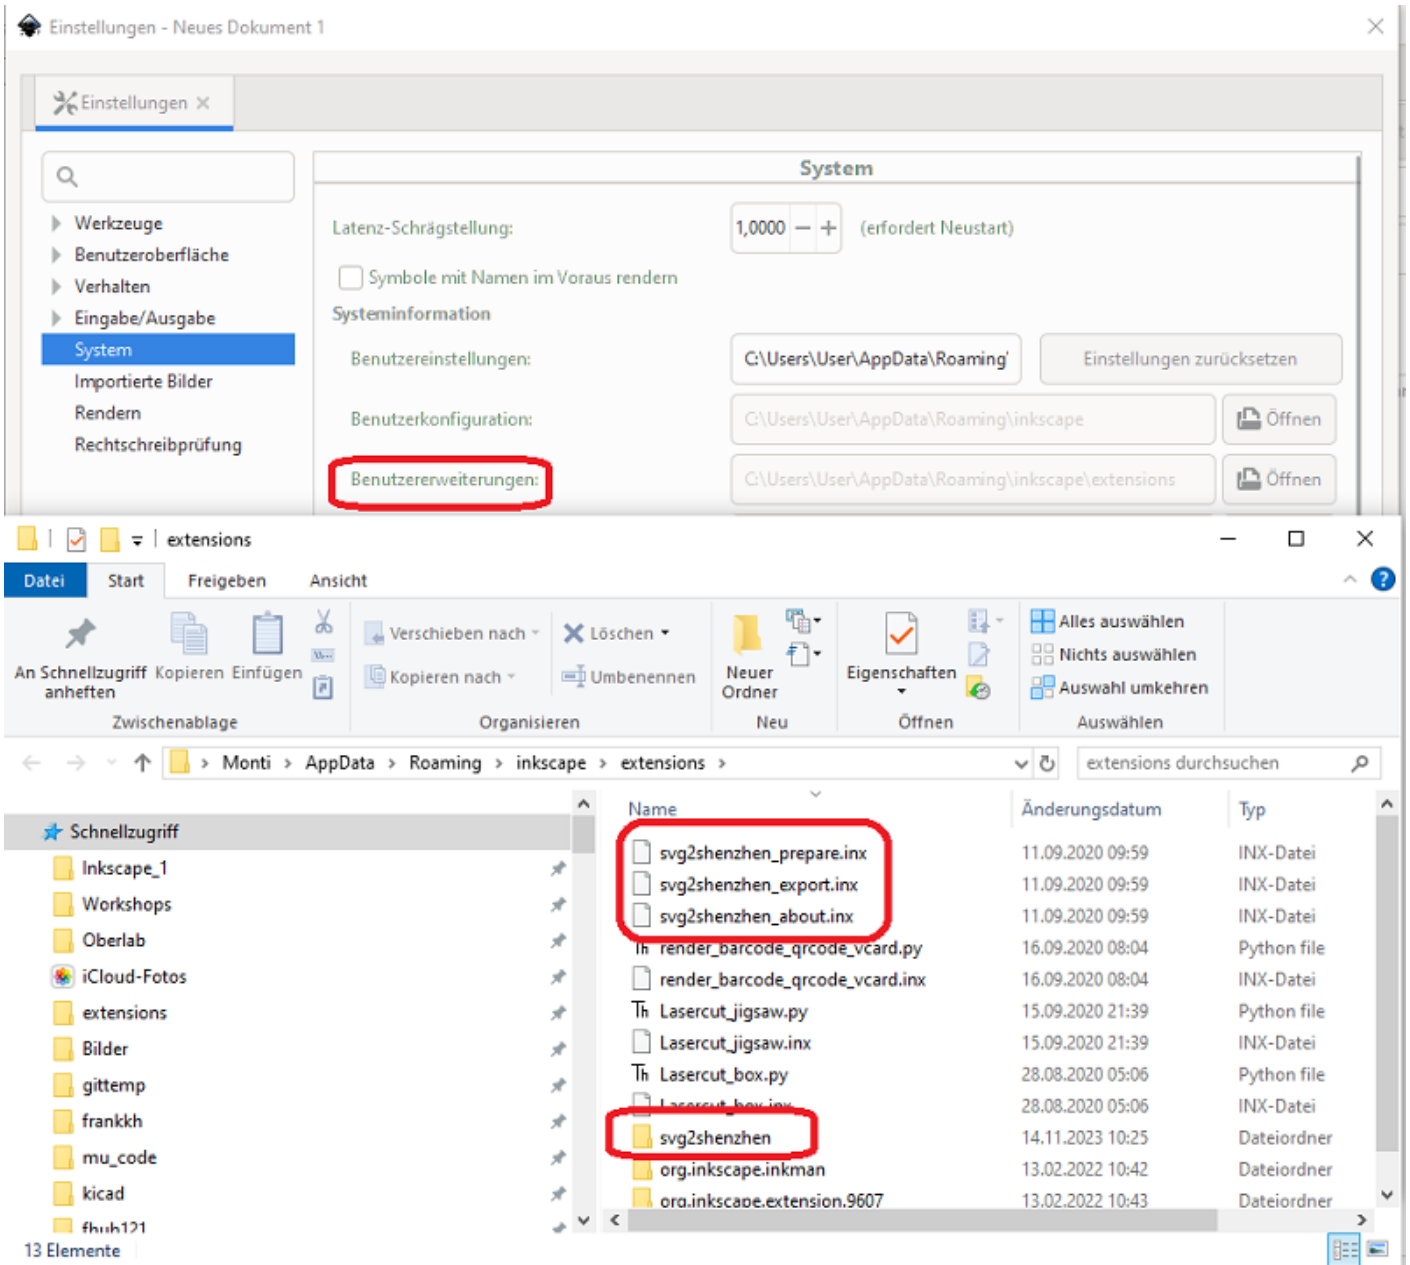 Einstellungen - Neues Dokument 1
Einstellungen
System
Werkzeuge
Benutzeroberfläche
Verhalten
Eingabe/Ausgabe
System
Importierte Bilder
Rendern
Rechtschreibprüfung
Latenz-Schrägstellung: 1,0000 (erfordert Neustart)
Symbole mit Namen im Voraus rendern
Systeminformation
Benutzereinstellungen: C:\Users\User\AppData\Roaming\ Einstellungen zurücksetzen
Benutzerkonfiguration: C:\Users\User\AppData\Roaming\inkscape Öffnen
Benutzererweiterungen: C:\Users\User\AppData\Roaming\inkscape\extensions Öffnen
extensions
Datei Start Freigeben Ansicht
An Schnellzugriff anheften
Kopieren
Einfügen
Zwischenablage
Verschieben nach
Kopieren nach
Löschen
Umbenennen
Organisieren
Neuer Ordner
Neu
Eigenschaften
Öffnen
Alles auswählen
Nichts auswählen
Auswahl umkehren
Auswählen
Monti > AppData > Roaming > inkscape > extensions >
extensions durchsuchen
Schnellzugriff
Inkscape_1
Workshops
Oberlab
iCloud-Fotos
extensions
Bilder
gittemp
frankkh
mu_code
kicad
fhub121
Name Änderungsdatum Typ
svg2shenzhen_prepare.inx 11.09.2020 09:59 INX-Datei
svg2shenzhen_export.inx 11.09.2020 09:59 INX-Datei
svg2shenzhen_about.inx 11.09.2020 09:59 INX-Datei
Th render_barcode_qrcode_vcard.py 16.09.2020 08:04 Python file
render_barcode_qrcode_vcard.inx 16.09.2020 08:04 INX-Datei
Th Lasercut_jigsaw.py 15.09.2020 21:39 Python file
Lasercut_jigsaw.inx 15.09.2020 21:39 INX-Datei
Th Lasercut_box.py 28.08.2020 05:06 Python file
Lasercut_box.inx 28.08.2020 05:06 INX-Datei
svg2shenzhen 14.11.2023 10:25 Dateiordner
org.inkscape.inkman 13.02.2022 10:42 Dateiordner
org.inkscape.extension.9607 13.02.2022 10:43 Dateiordner
13 Elemente